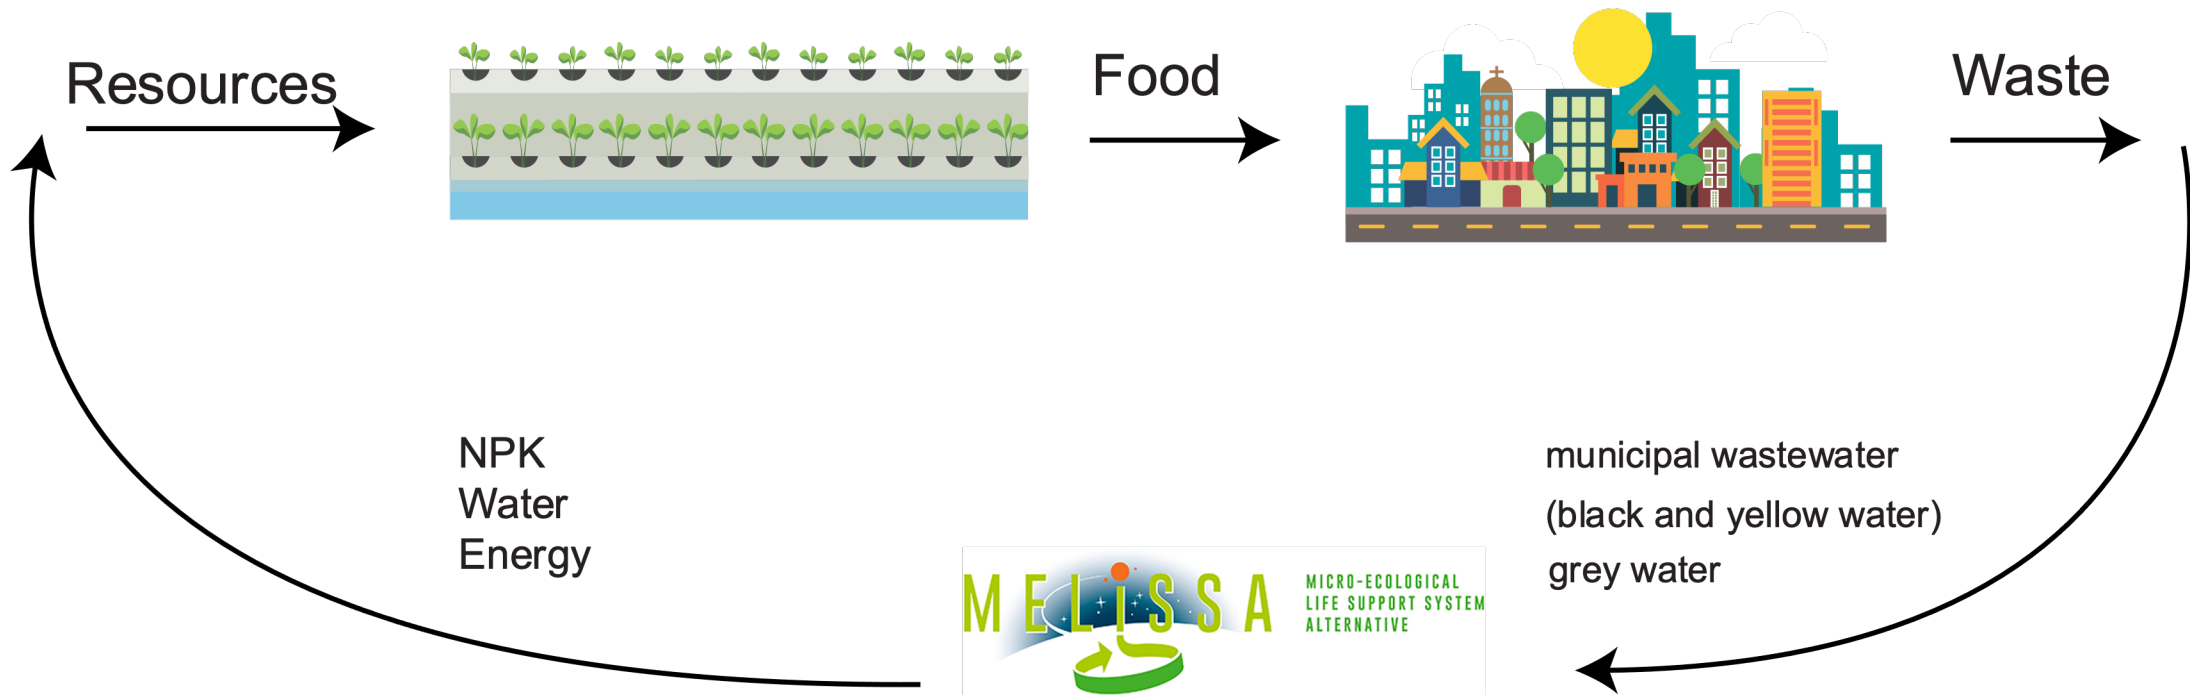 Resources
Food
Waste
NPK
Water
Energy
municipal wastewater
(black and yellow water)
grey water
MELiSSA
MICRO-ECOLOGICAL
LIFE SUPPORT SYSTEM
ALTERNATIVE